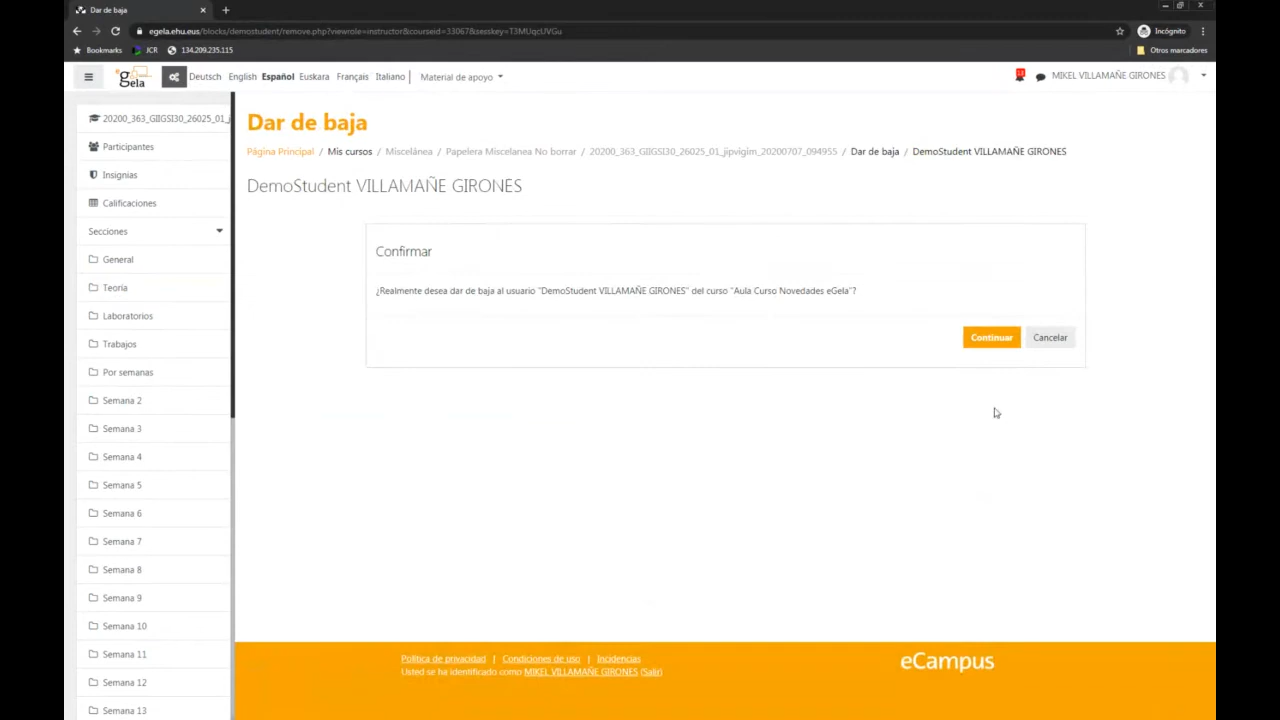 Dar de baja
egela.ehu.eus/blocks/demostudent/remove.php?viewrole=instructor&courseid=33067&sesskey=T3MUqcUVGu
Incógnito
Bookmarks JCR 134.209.235.115 Otros marcadores
gela Deutsch English Español Euskara Français Italiano Material de apoyo MIKEL VILLAMAÑE GIRONES
20200_363_GIIGSI30_26025_01_j
Participantes
Insignias
Calificaciones
Secciones
General
Teoría
Laboratorios
Trabajos
Por semanas
Semana 2
Semana 3
Semana 4
Semana 5
Semana 6
Semana 7
Semana 8
Semana 9
Semana 10
Semana 11
Semana 12
Semana 13
Dar de baja
Página Principal / Mis cursos / Miscelánea / Papelera Miscelanea No borrar / 20200_363_GIIGSI30_26025_01_jipvigim_20200707_094955 / Dar de baja / DemoStudent VILLAMAÑE GIRONES
DemoStudent VILLAMAÑE GIRONES
Confirmar
¿Realmente desea dar de baja al usuario "DemoStudent VILLAMAÑE GIRONES" del curso "Aula Curso Novedades eGela"?
Continuar Cancelar
Política de privacidad | Condiciones de uso | Incidencias
Usted se ha identificado como MIKEL VILLAMAÑE GIRONES (Salir)
eCampus